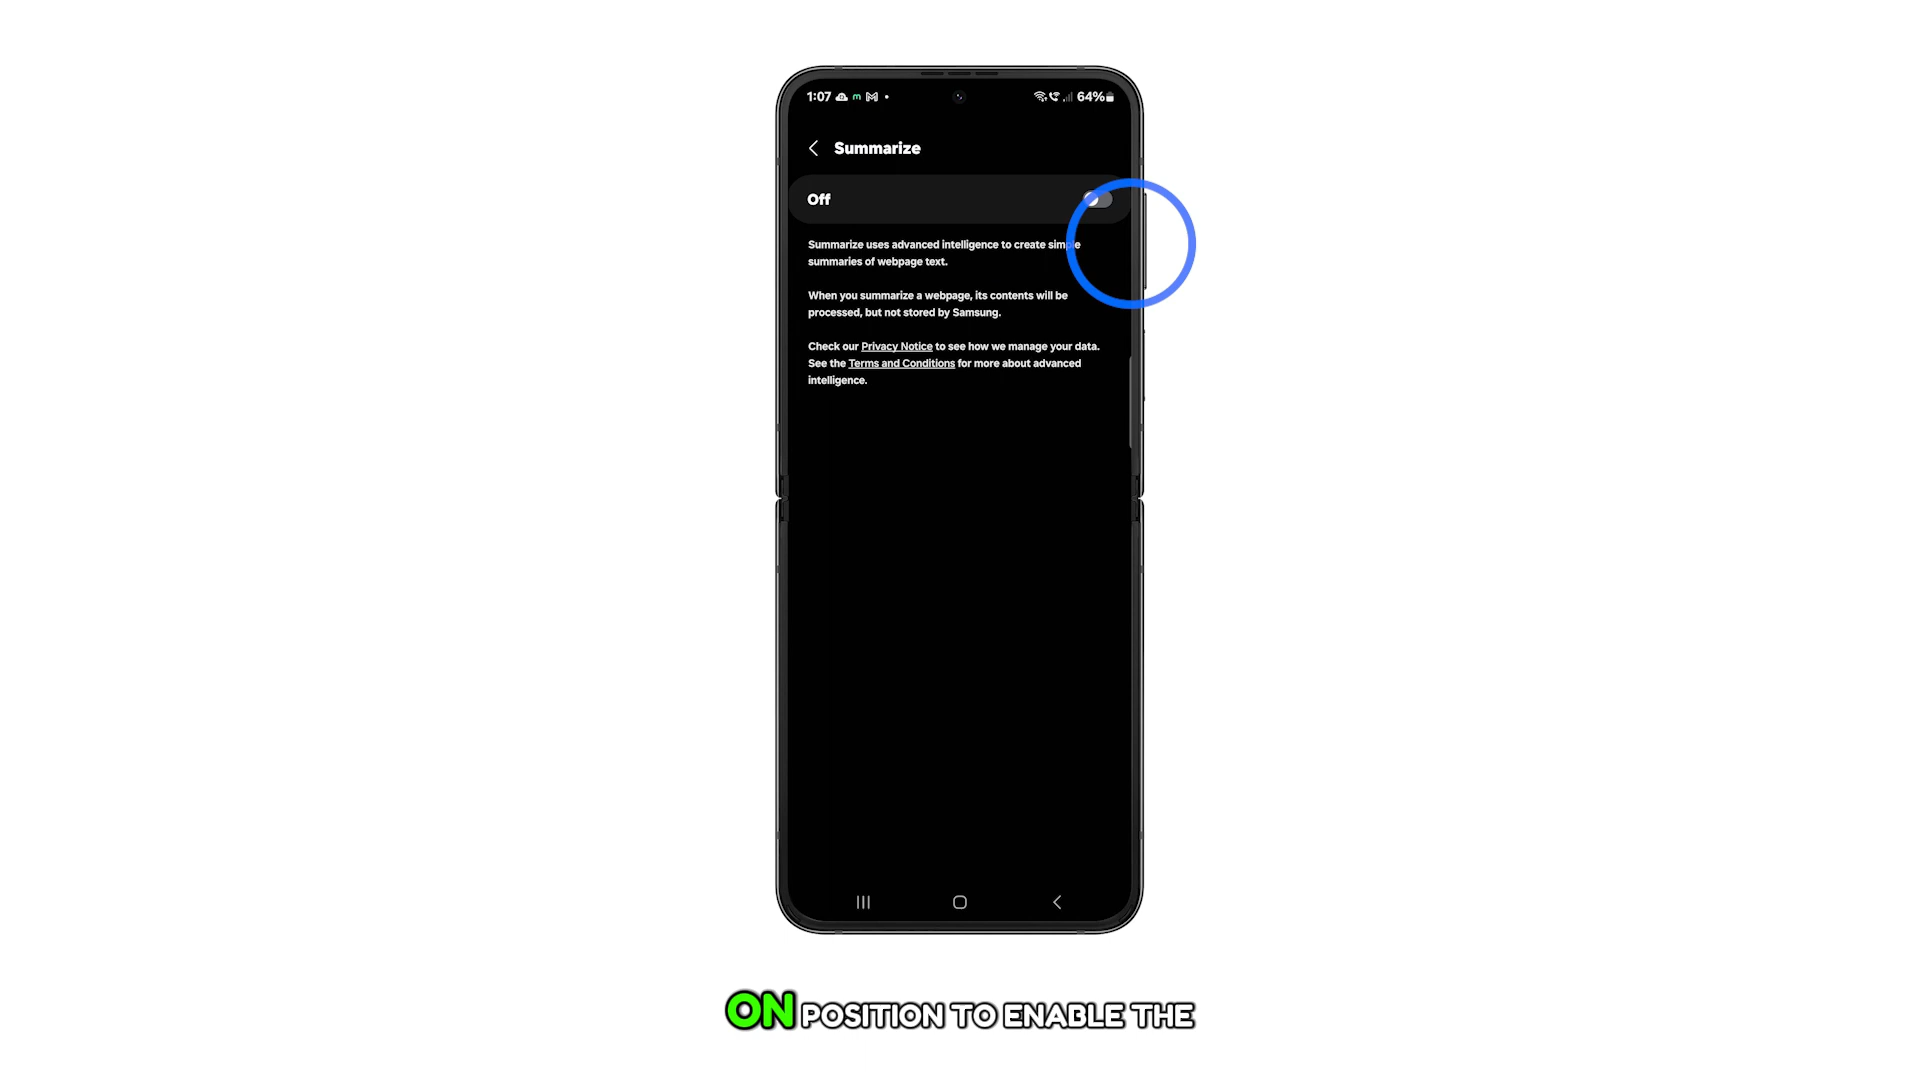 1:07
64%
Summarize
Off
Summarize uses advanced intelligence to create simple
summaries of webpage text.
When you summarize a webpage, its contents will be
processed, but not stored by Samsung.
Check our Privacy Notice to see how we manage your data.
See the Terms and Conditions for more about advanced
intelligence.
ON POSITION TO ENABLE THE